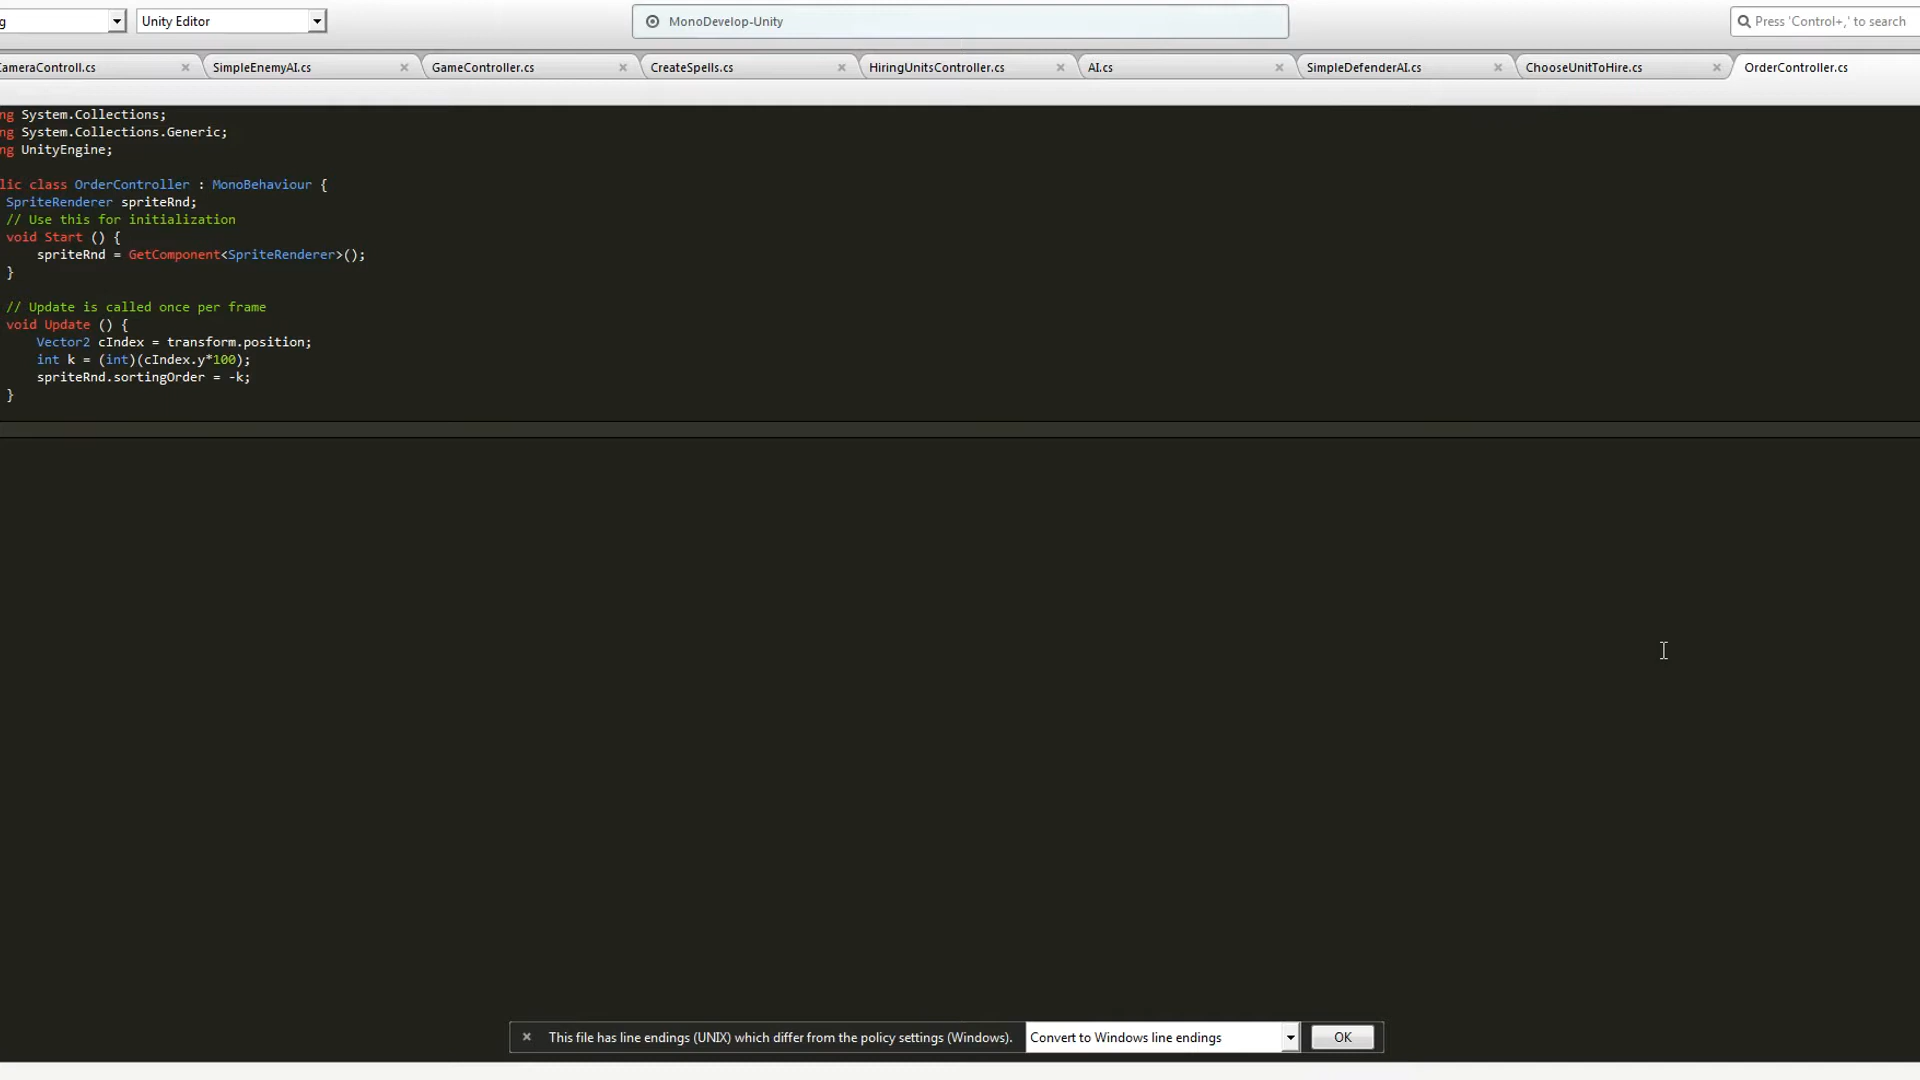 g
Unity Editor
MonoDevelop-Unity
Press 'Control+,' to search
CameraControll.cs
SimpleEnemyAI.cs
GameController.cs
CreateSpells.cs
HiringUnitsController.cs
AI.cs
SimpleDefenderAI.cs
ChooseUnitToHire.cs
OrderController.cs
ng System.Collections;
ng System.Collections.Generic;
ng UnityEngine;
lic class OrderController : MonoBehaviour {
SpriteRenderer spriteRnd;
// Use this for initialization
void Start () {
spriteRnd = GetComponent<SpriteRenderer>();
}
// Update is called once per frame
void Update () {
Vector2 cIndex = transform.position;
int k = (int)(cIndex.y*100);
spriteRnd.sortingOrder = -k;
}
This file has line endings (UNIX) which differ from the policy settings (Windows).
Convert to Windows line endings
OK